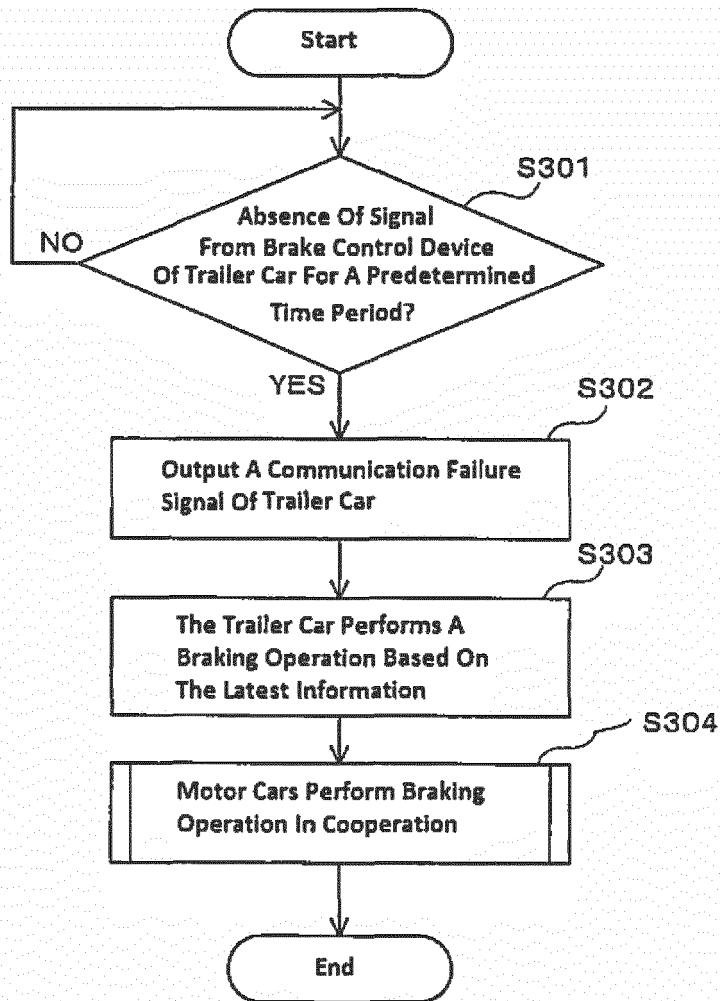 Start
S301
Absence Of Signal
From Brake Control Device
Of Trailer Car For A Predetermined
Time Period?
NO
YES
S302
Output A Communication Failure
Signal Of Trailer Car
S303
The Trailer Car Performs A
Braking Operation Based On
The Latest Information
S304
Motor Cars Perform Braking
Operation In Cooperation
End